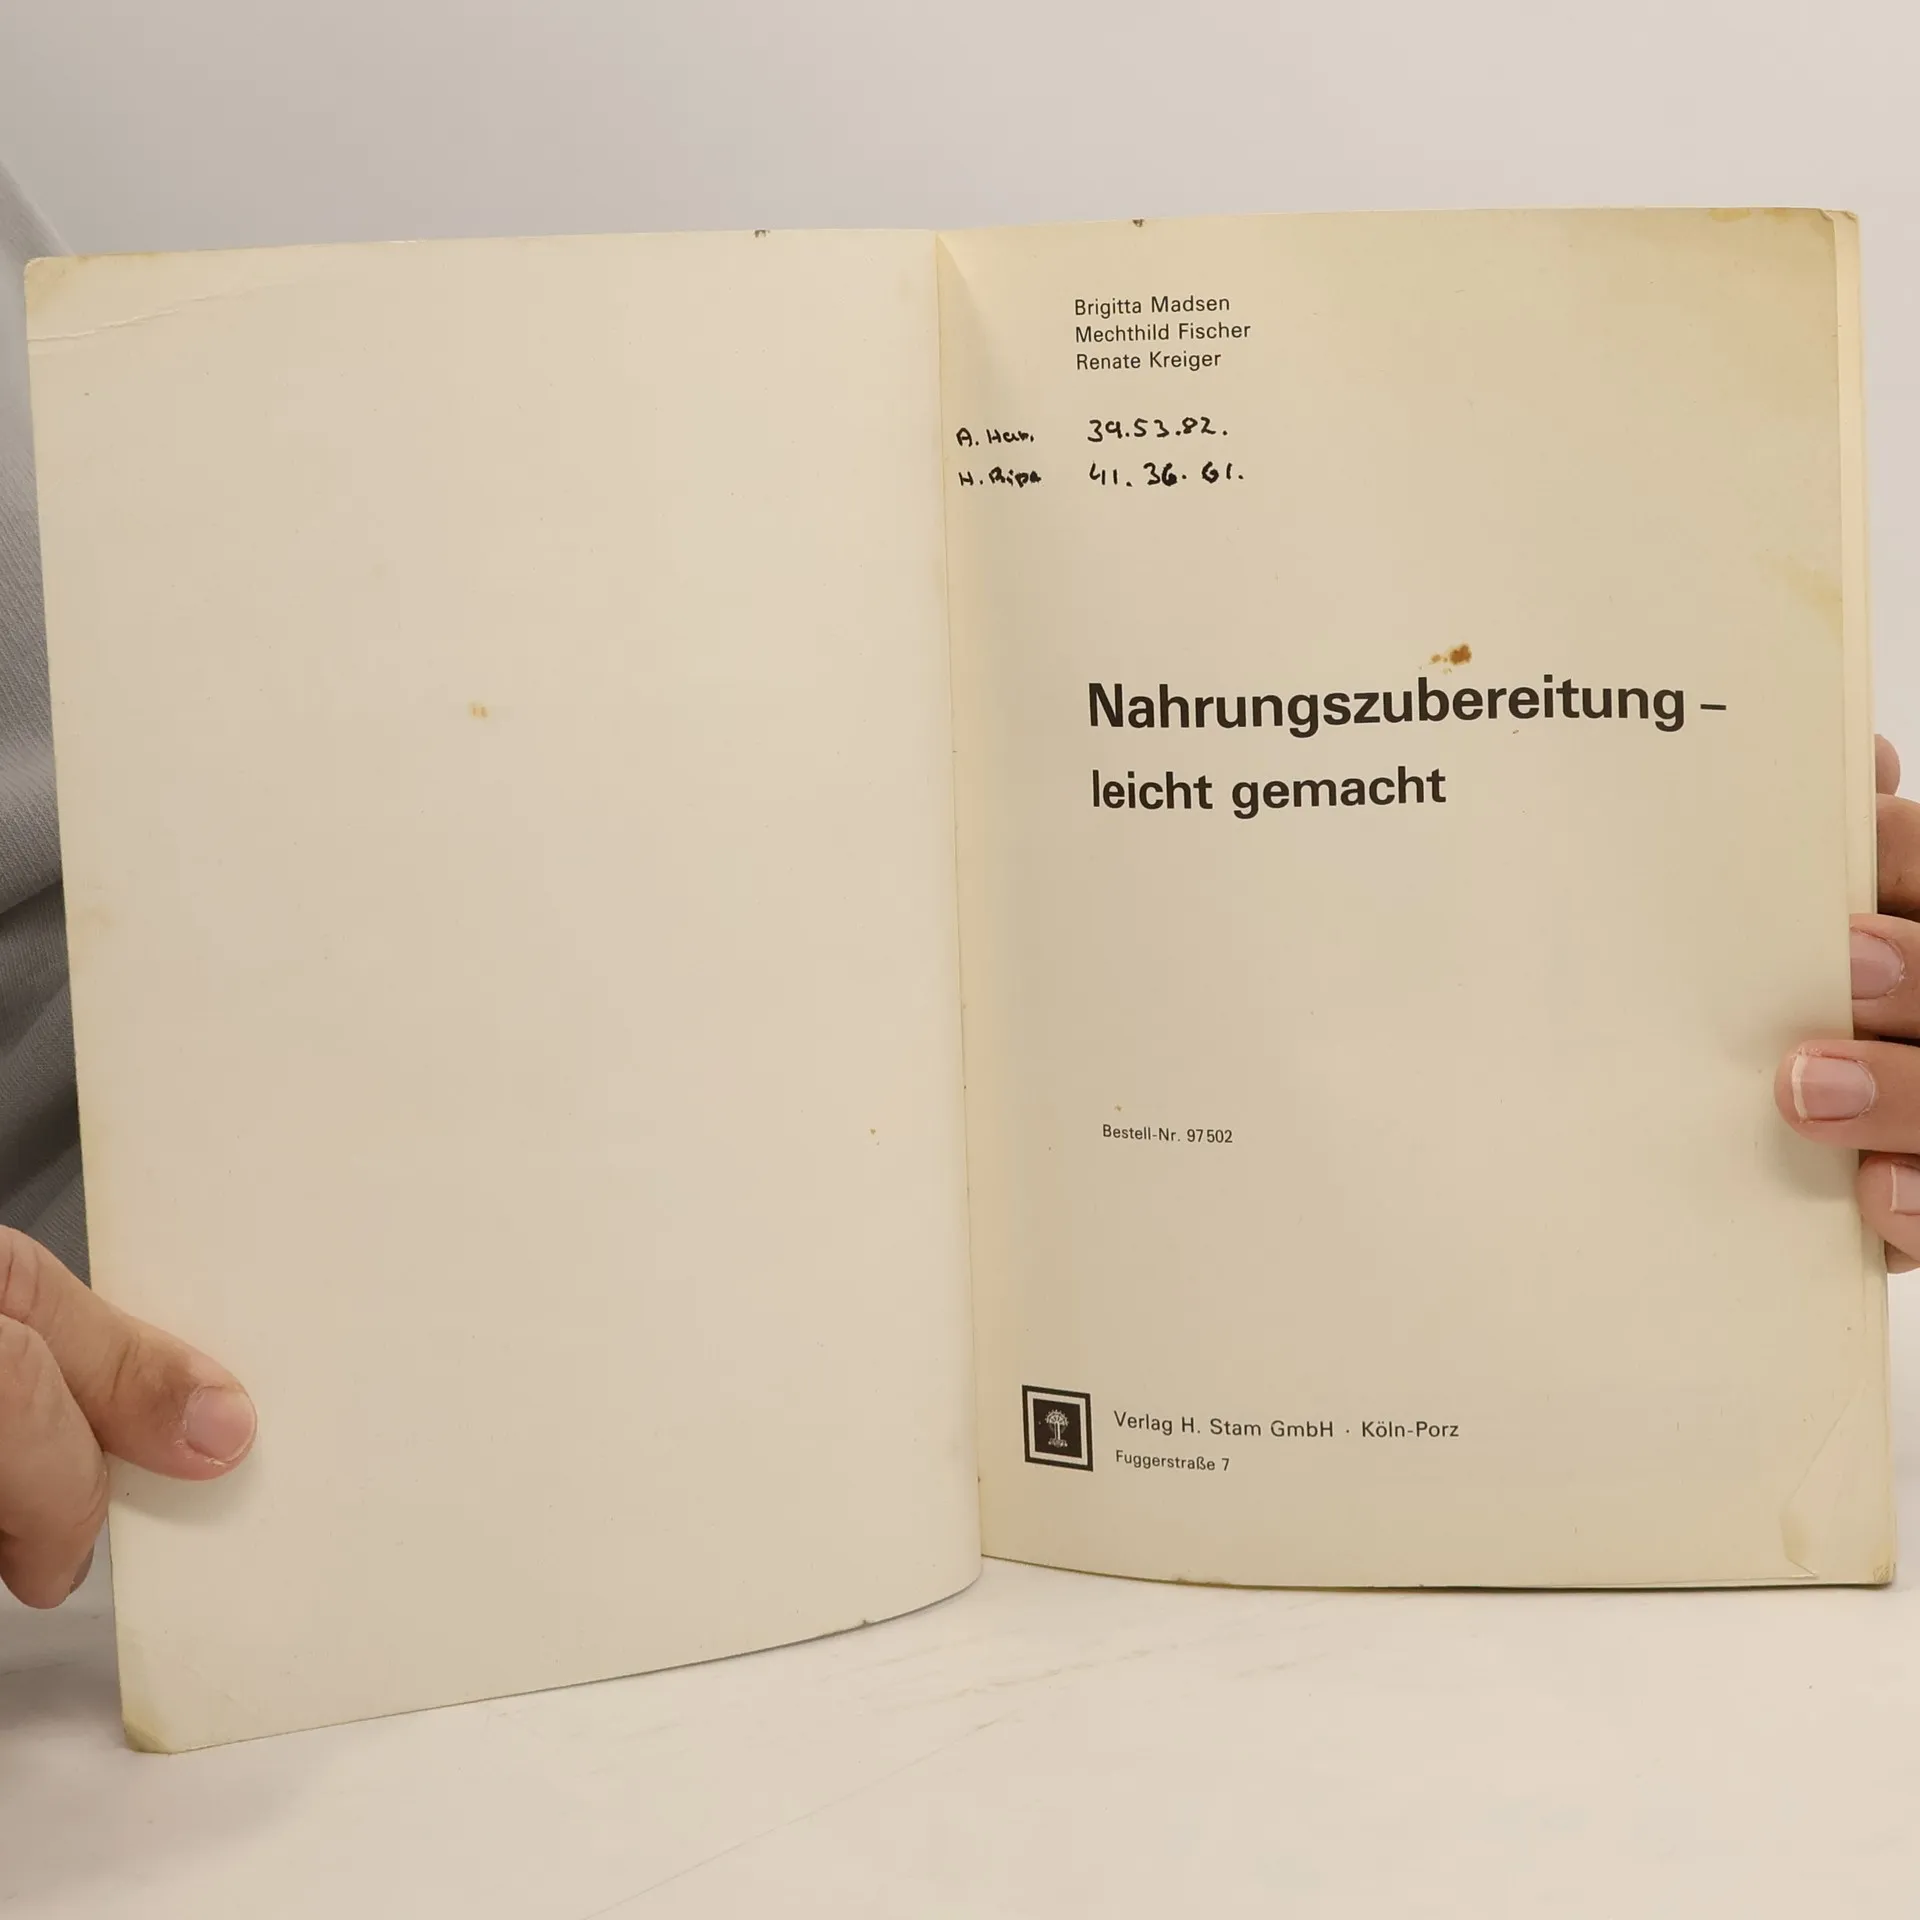 Brigitta Madsen
Mechthild Fischer
Renate Kreiger
A. 39.53.82.
H. Ripa 41.36.61.
Nahrungszubereitung –
leicht gemacht
Bestell-Nr. 97502
Verlag H. Stam GmbH · Köln-Porz
Fuggerstraße 7